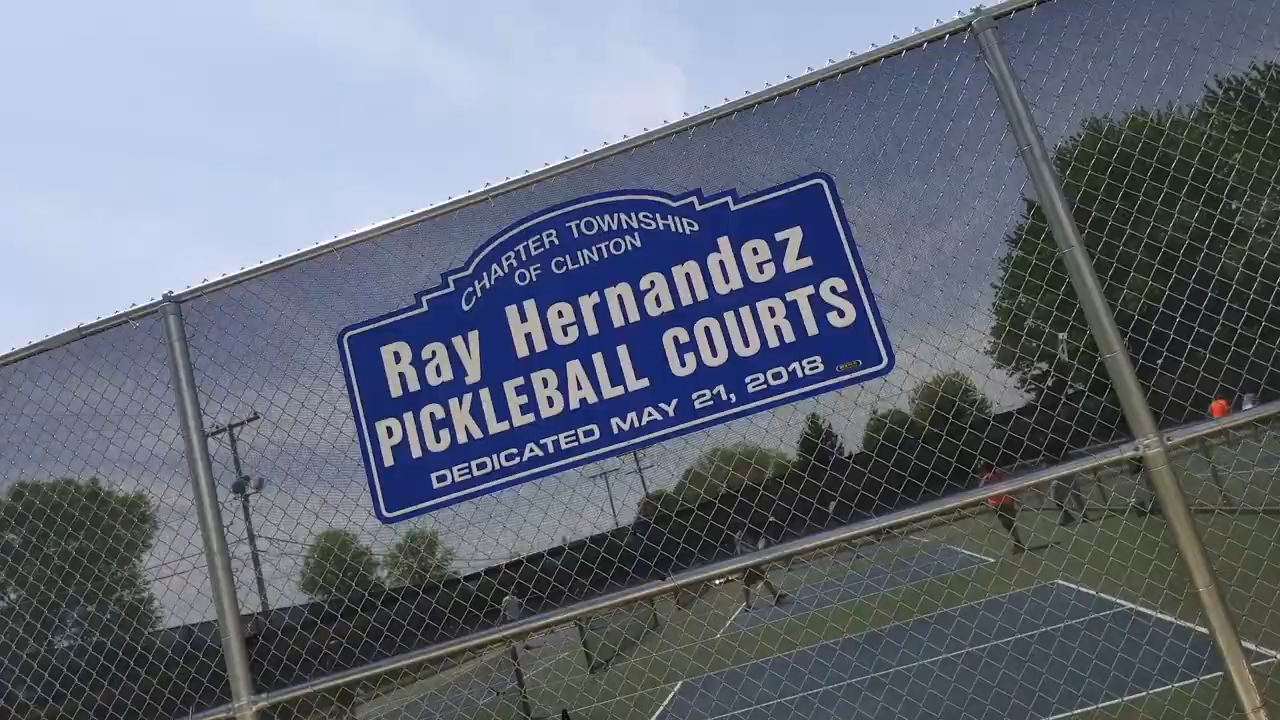 CHARTER TOWNSHIP
OF CLINTON
Ray Hernandez
PICKLEBALL COURTS
DEDICATED MAY 21, 2018